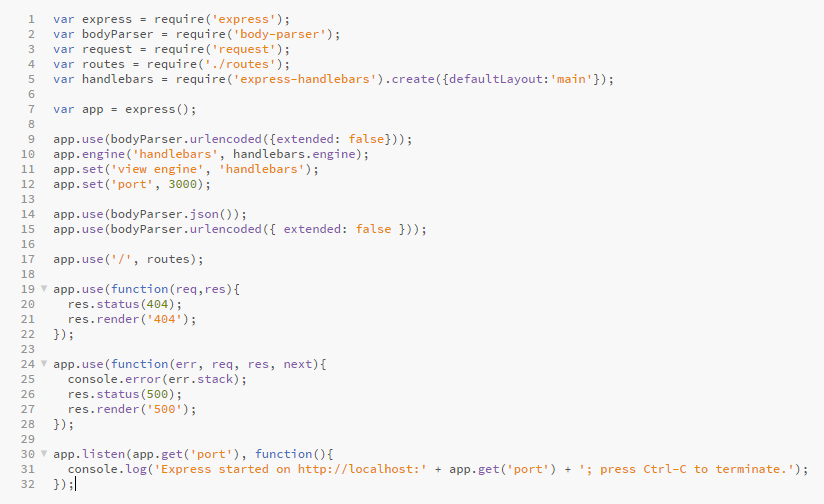 1 var express = require('express');
2 var bodyParser = require('body-parser');
3 var request = require('request');
4 var routes = require('./routes');
5 var handlebars = require('express-handlebars').create({defaultLayout:'main'});
6
7 var app = express();
8
9 app.use(bodyParser.urlencoded({extended: false}));
10 app.engine('handlebars', handlebars.engine);
11 app.set('view engine', 'handlebars');
12 app.set('port', 3000);
13
14 app.use(bodyParser.json());
15 app.use(bodyParser.urlencoded({ extended: false }));
16
17 app.use('/', routes);
18
19 app.use(function(req,res){
20   res.status(404);
21   res.render('404');
22 });
23
24 app.use(function(err, req, res, next){
25   console.error(err.stack);
26   res.status(500);
27   res.render('500');
28 });
29
30 app.listen(app.get('port'), function(){
31   console.log('Express started on http://localhost:' + app.get('port') + '; press Ctrl-C to terminate.');
32 });